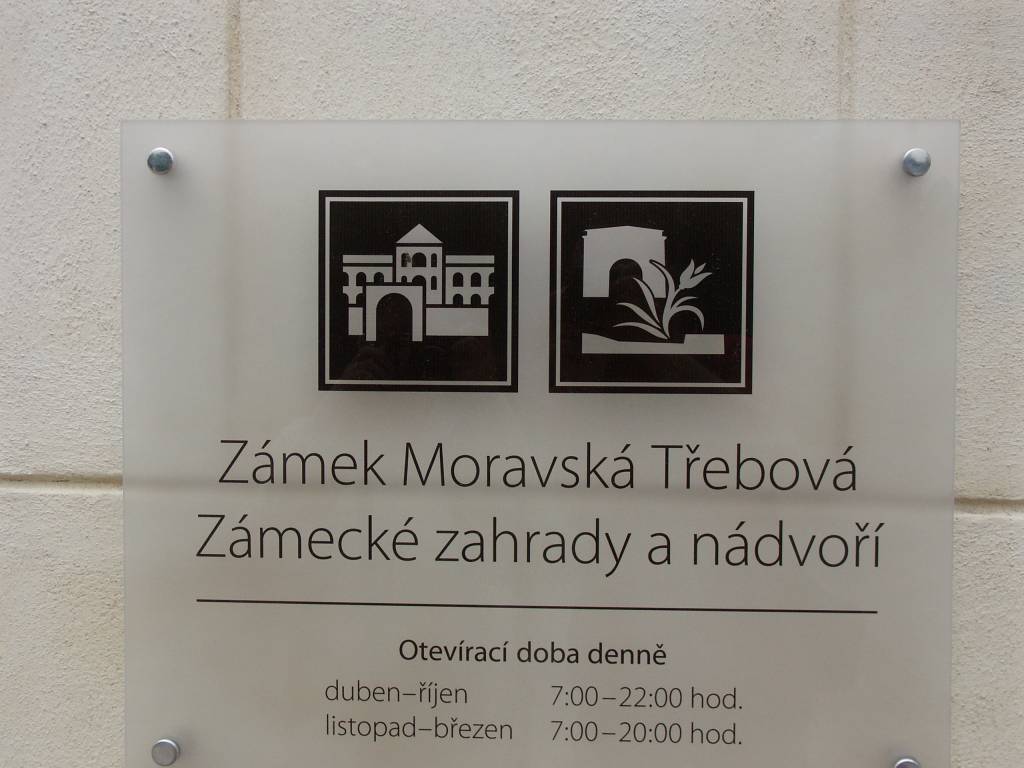 Zámek Moravská Třebová
Zámecké zahrady a nádvoří
Otevírací doba denně
duben–říjen 7:00–22:00 hod.
listopad–březen 7:00–20:00 hod.